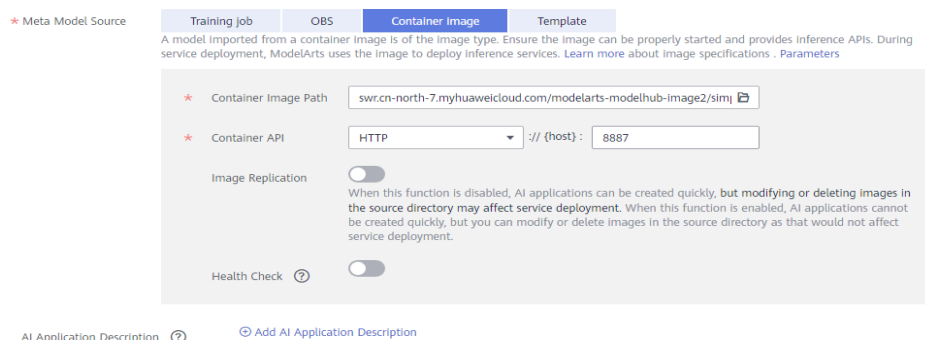 * Meta Model Source
Training job OBS Container image Template
A model imported from a container image is of the image type. Ensure the image can be properly started and provides inference APIs. During
service deployment, ModelArts uses the image to deploy inference services. Learn more about image specifications . Parameters
* Container Image Path swr.cn-north-7.myhuaweicloud.com/modelarts-modelhub-image2/simp
* Container API HTTP :// {host} : 8887
Image Replication
When this function is disabled, AI applications can be created quickly, but modifying or deleting images in
the source directory may affect service deployment. When this function is enabled, AI applications cannot
be created quickly, but you can modify or delete images in the source directory as that would not affect
service deployment.
Health Check ?
AI Application Description ? Add AI Application Description